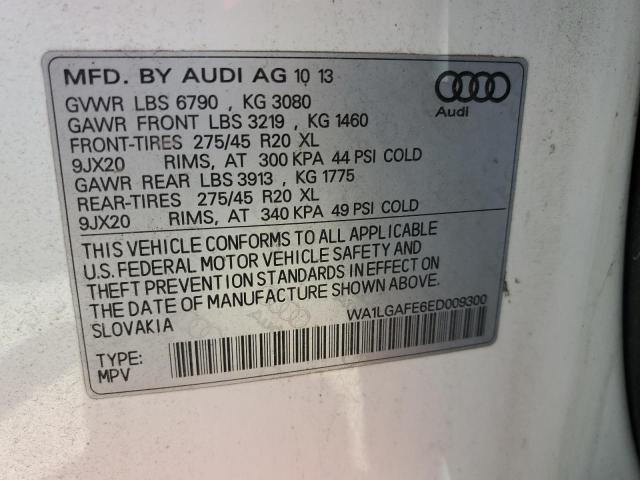 MFD. BY AUDI AG 10 13
Audi
GVWR LBS 6790 , KG 3080
GAWR FRONT LBS 3219 , KG 1460
FRONT-TIRES 275/45 R20 XL
9JX20 RIMS, AT 300 KPA 44 PSI COLD
GAWR REAR LBS 3913 , KG 1775
REAR-TIRES 275/45 R20 XL
9JX20 RIMS, AT 340 KPA 49 PSI COLD
THIS VEHICLE CONFORMS TO ALL APPLICABLE
U.S. FEDERAL MOTOR VEHICLE SAFETY AND
THEFT PREVENTION STANDARDS IN EFFECT ON
THE DATE OF MANUFACTURE SHOWN ABOVE.
SLOVAKIA
WA1LGAFE6ED009300
TYPE:
MPV